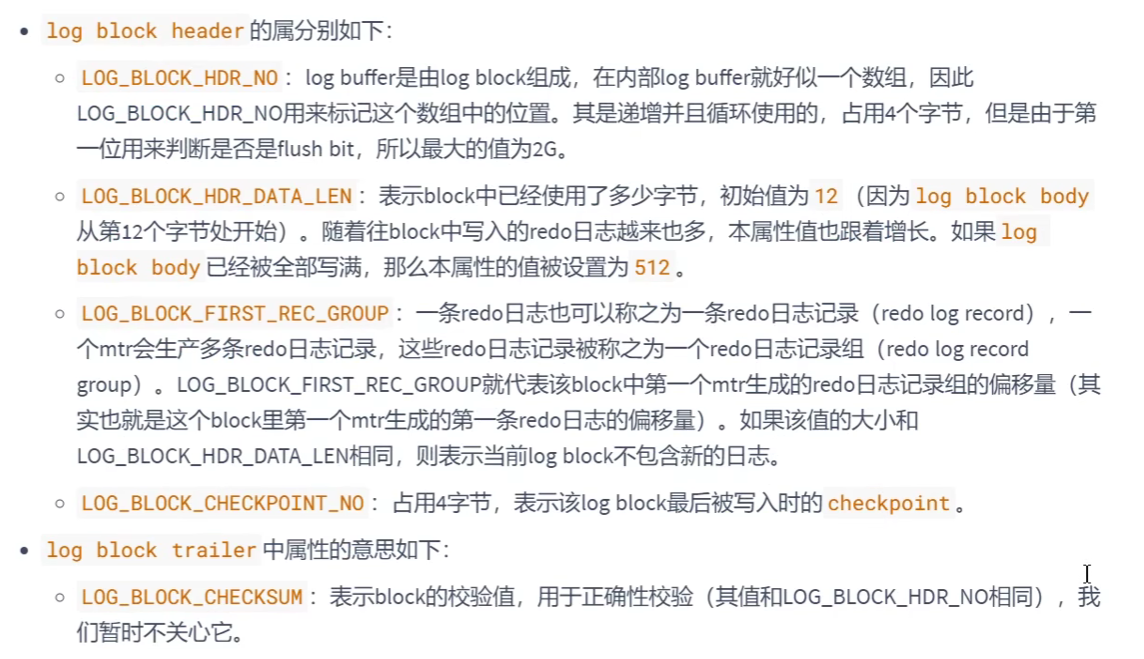 log block header的属分别如下：
LOG_BLOCK_HDR_NO：log buffer是由log block组成，在内部log buffer就好似一个数组，因此
LOG_BLOCK_HDR_NO用来标记这个数组中的位置。其是递增并且循环使用的，占用4个字节，但是由于第
一位用来判断是否是flush bit，所以最大的值为2G。
LOG_BLOCK_HDR_DATA_LEN：表示block中已经使用了多少字节，初始值为 12（因为 log block body
从第12个字节处开始）。随着往block中写入的redo日志越来也多，本属性值也跟着增长。如果 log
block body 已经被全部写满，那么本属性的值被设置为 512。
LOG_BLOCK_FIRST_REC_GROUP：一条redo日志也可以称之为一条redo日志记录（redo log record），一
个mtr会生产多条redo日志记录，这些redo日志记录被称之为一个redo日志记录组（redo log record
group）。LOG_BLOCK_FIRST_REC_GROUP就代表该block中第一个mtr生成的redo日志记录组的偏移量（其
实也就是这个block里第一个mtr生成的第一条redo日志的偏移量）。如果该值的大小和
LOG_BLOCK_HDR_DATA_LEN相同，则表示当前log block不包含新的日志。
LOG_BLOCK_CHECKPOINT_NO：占用4字节，表示该log block最后被写入时的 checkpoint。
log block trailer中属性的意思如下：
LOG_BLOCK_CHECKSUM：表示block的校验值，用于正确性校验（其值和LOG_BLOCK_HDR_NO相同），我
们暂时不关心它。